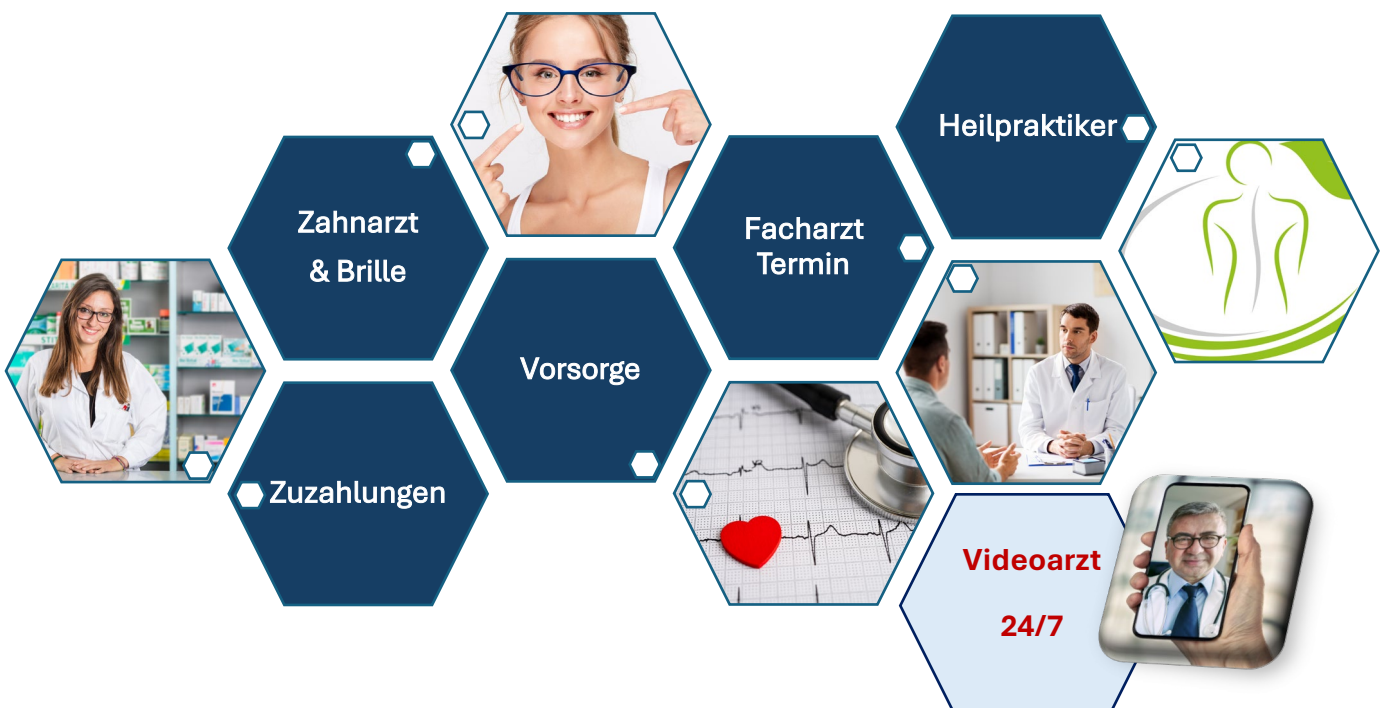 Heilpraktiker
Zahnarzt
& Brille
Facharzt
Termin
Vorsorge
Zuzahlungen
Videoarzt
24/7